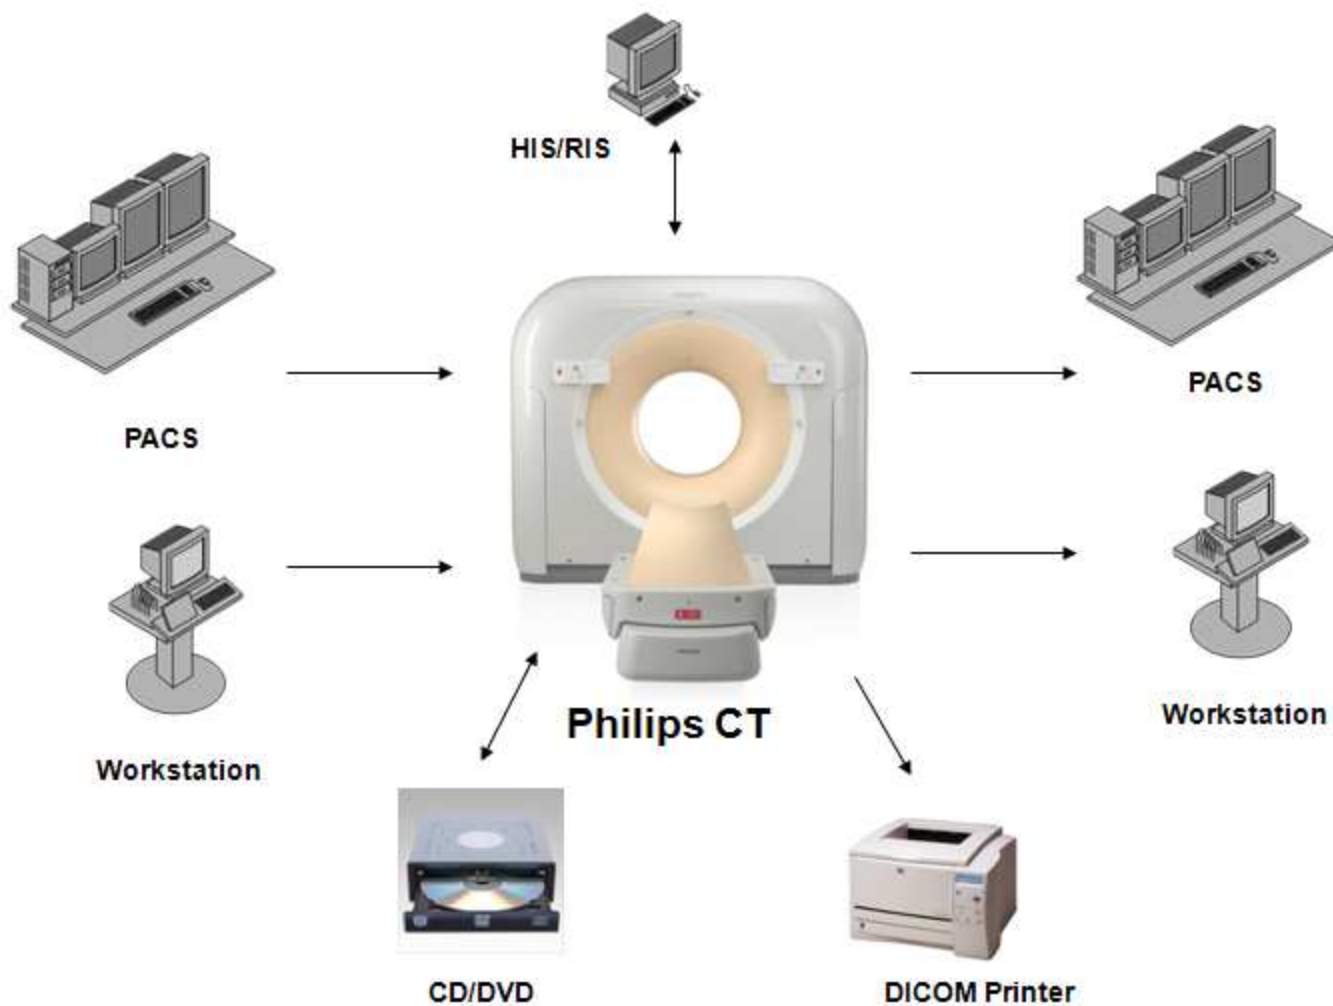 HIS/RIS
PACS
PACS
Workstation
Workstation
Philips CT
CD/DVD
DICOM Printer